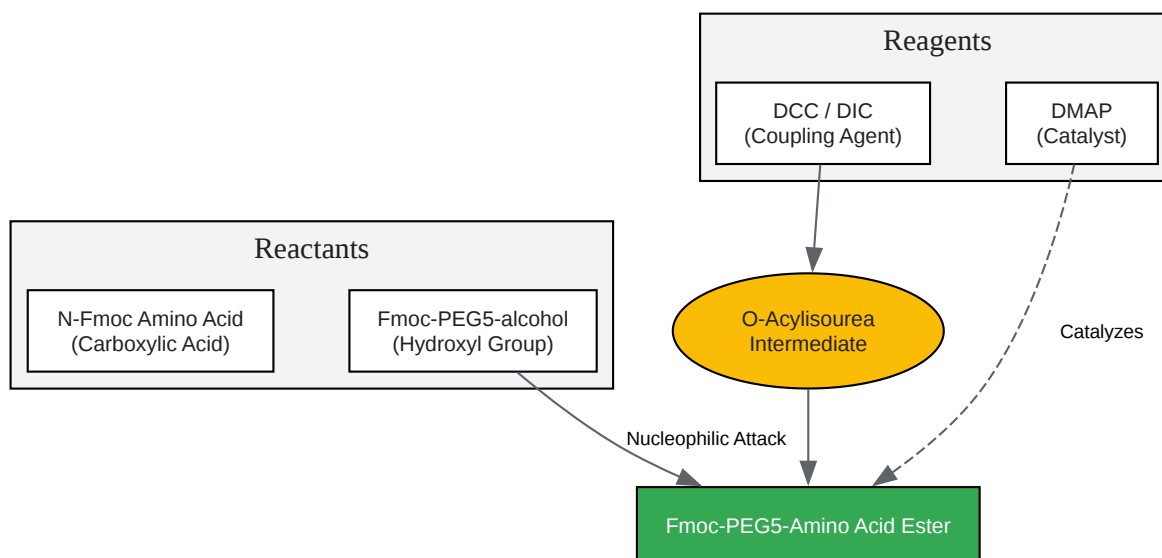 Reagents
DCC / DIC
(Coupling Agent)
DMAP
(Catalyst)
Reactants
N-Fmoc Amino Acid
(Carboxylic Acid)
Fmoc-PEG5-alcohol
(Hydroxyl Group)
O-Acylisourea
Intermediate
Catalyzes
Nucleophilic Attack
Fmoc-PEG5-Amino Acid Ester